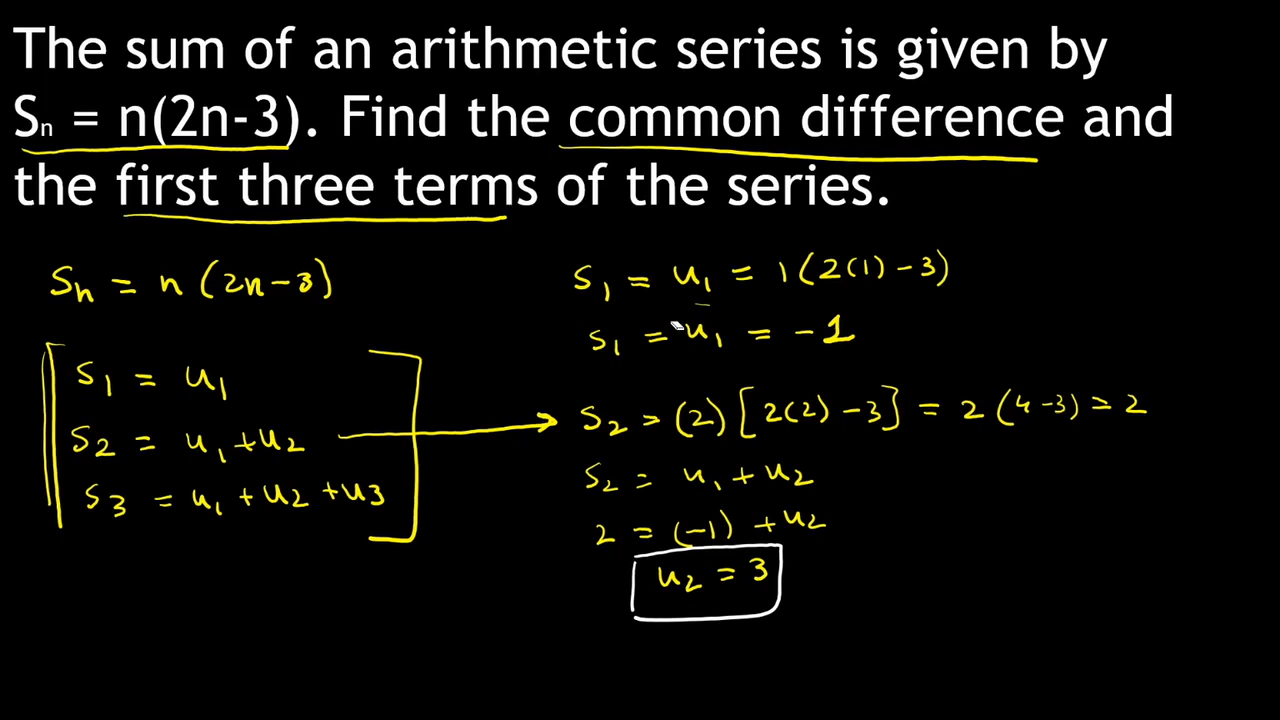 The sum of an arithmetic series is given by
Sn = n(2n-3). Find the common difference and
the first three terms of the series.
Sn = n (2n-3)
S1 = u1
S2 = u1+u2
S3 = u1 + u2 + u3
S1 = u1 = 1(2(1)-3)
S1 = u1 = -1
S2 = (2) [2(2)-3] = 2 (4-3) = 2
S2 = u1 + u2
2 = (-1) + u2
u2 = 3